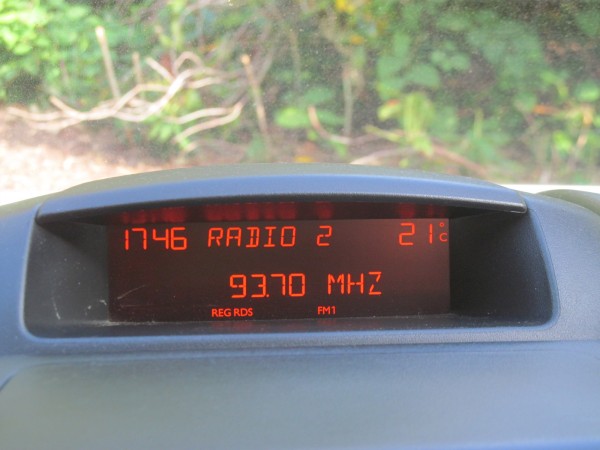 1746 RADIO 2 21°C
93.70 MHZ
REG RDS FM1